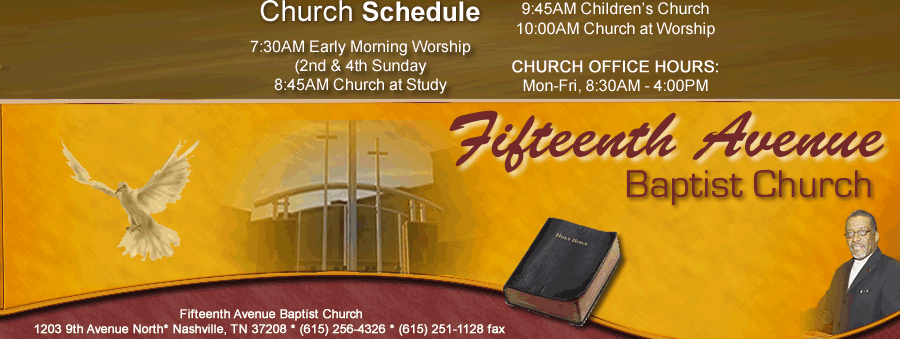 Church Schedule
7:30AM Early Morning Worship
(2nd & 4th Sunday
8:45AM Church at Study
9:45AM Children's Church
10:00AM Church at Worship
CHURCH OFFICE HOURS:
Mon-Fri, 8:30AM - 4:00PM
Fifteenth Avenue
Baptist Church
HOLY BIBLE
Fifteenth Avenue Baptist Church
1203 9th Avenue North* Nashville, TN 37208 * (615) 256-4326 * (615) 251-1128 fax